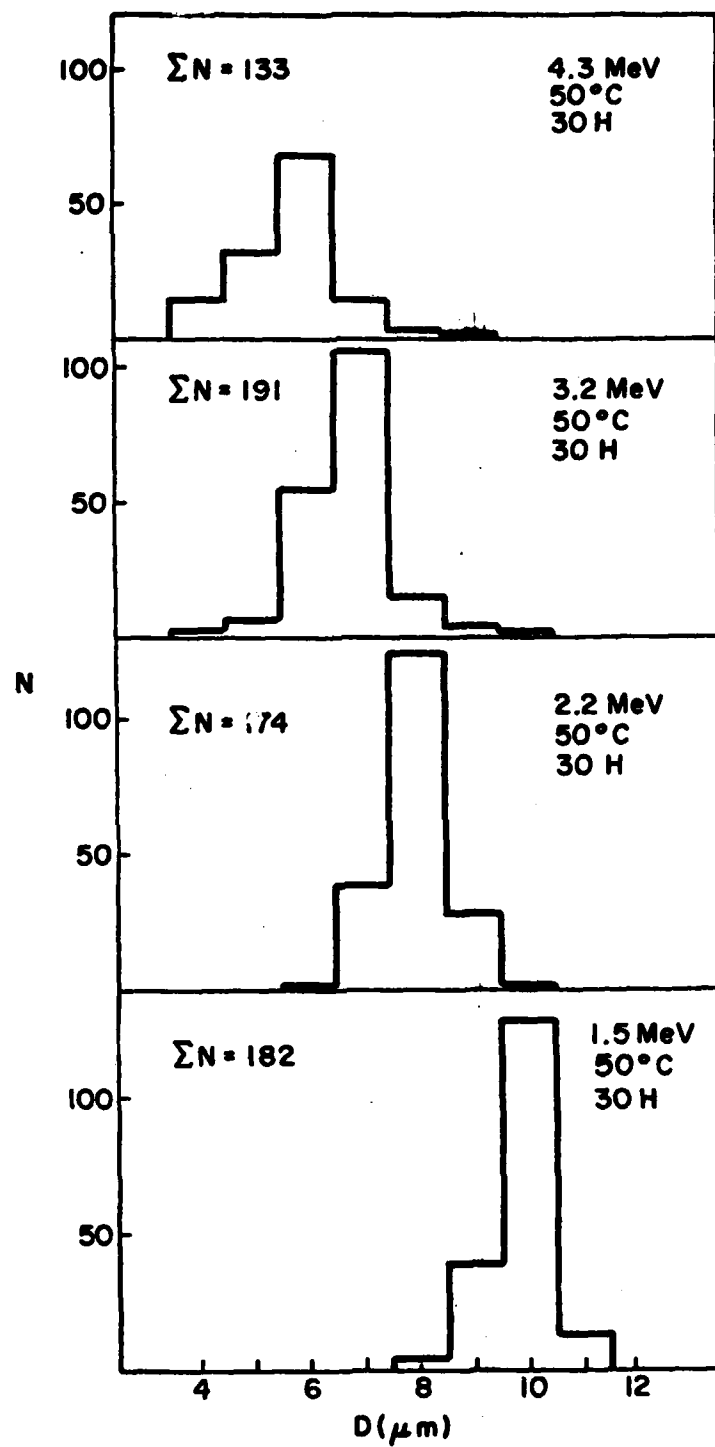 100
50
ΣN = 133
4.3 MeV
50°C
30 H
100
50
ΣN = 191
3.2 MeV
50°C
30 H
N
100
50
ΣN = 174
2.2 MeV
50°C
30 H
100
50
ΣN = 182
1.5 MeV
50°C
30 H
4 6 8 10 12
D(μm)